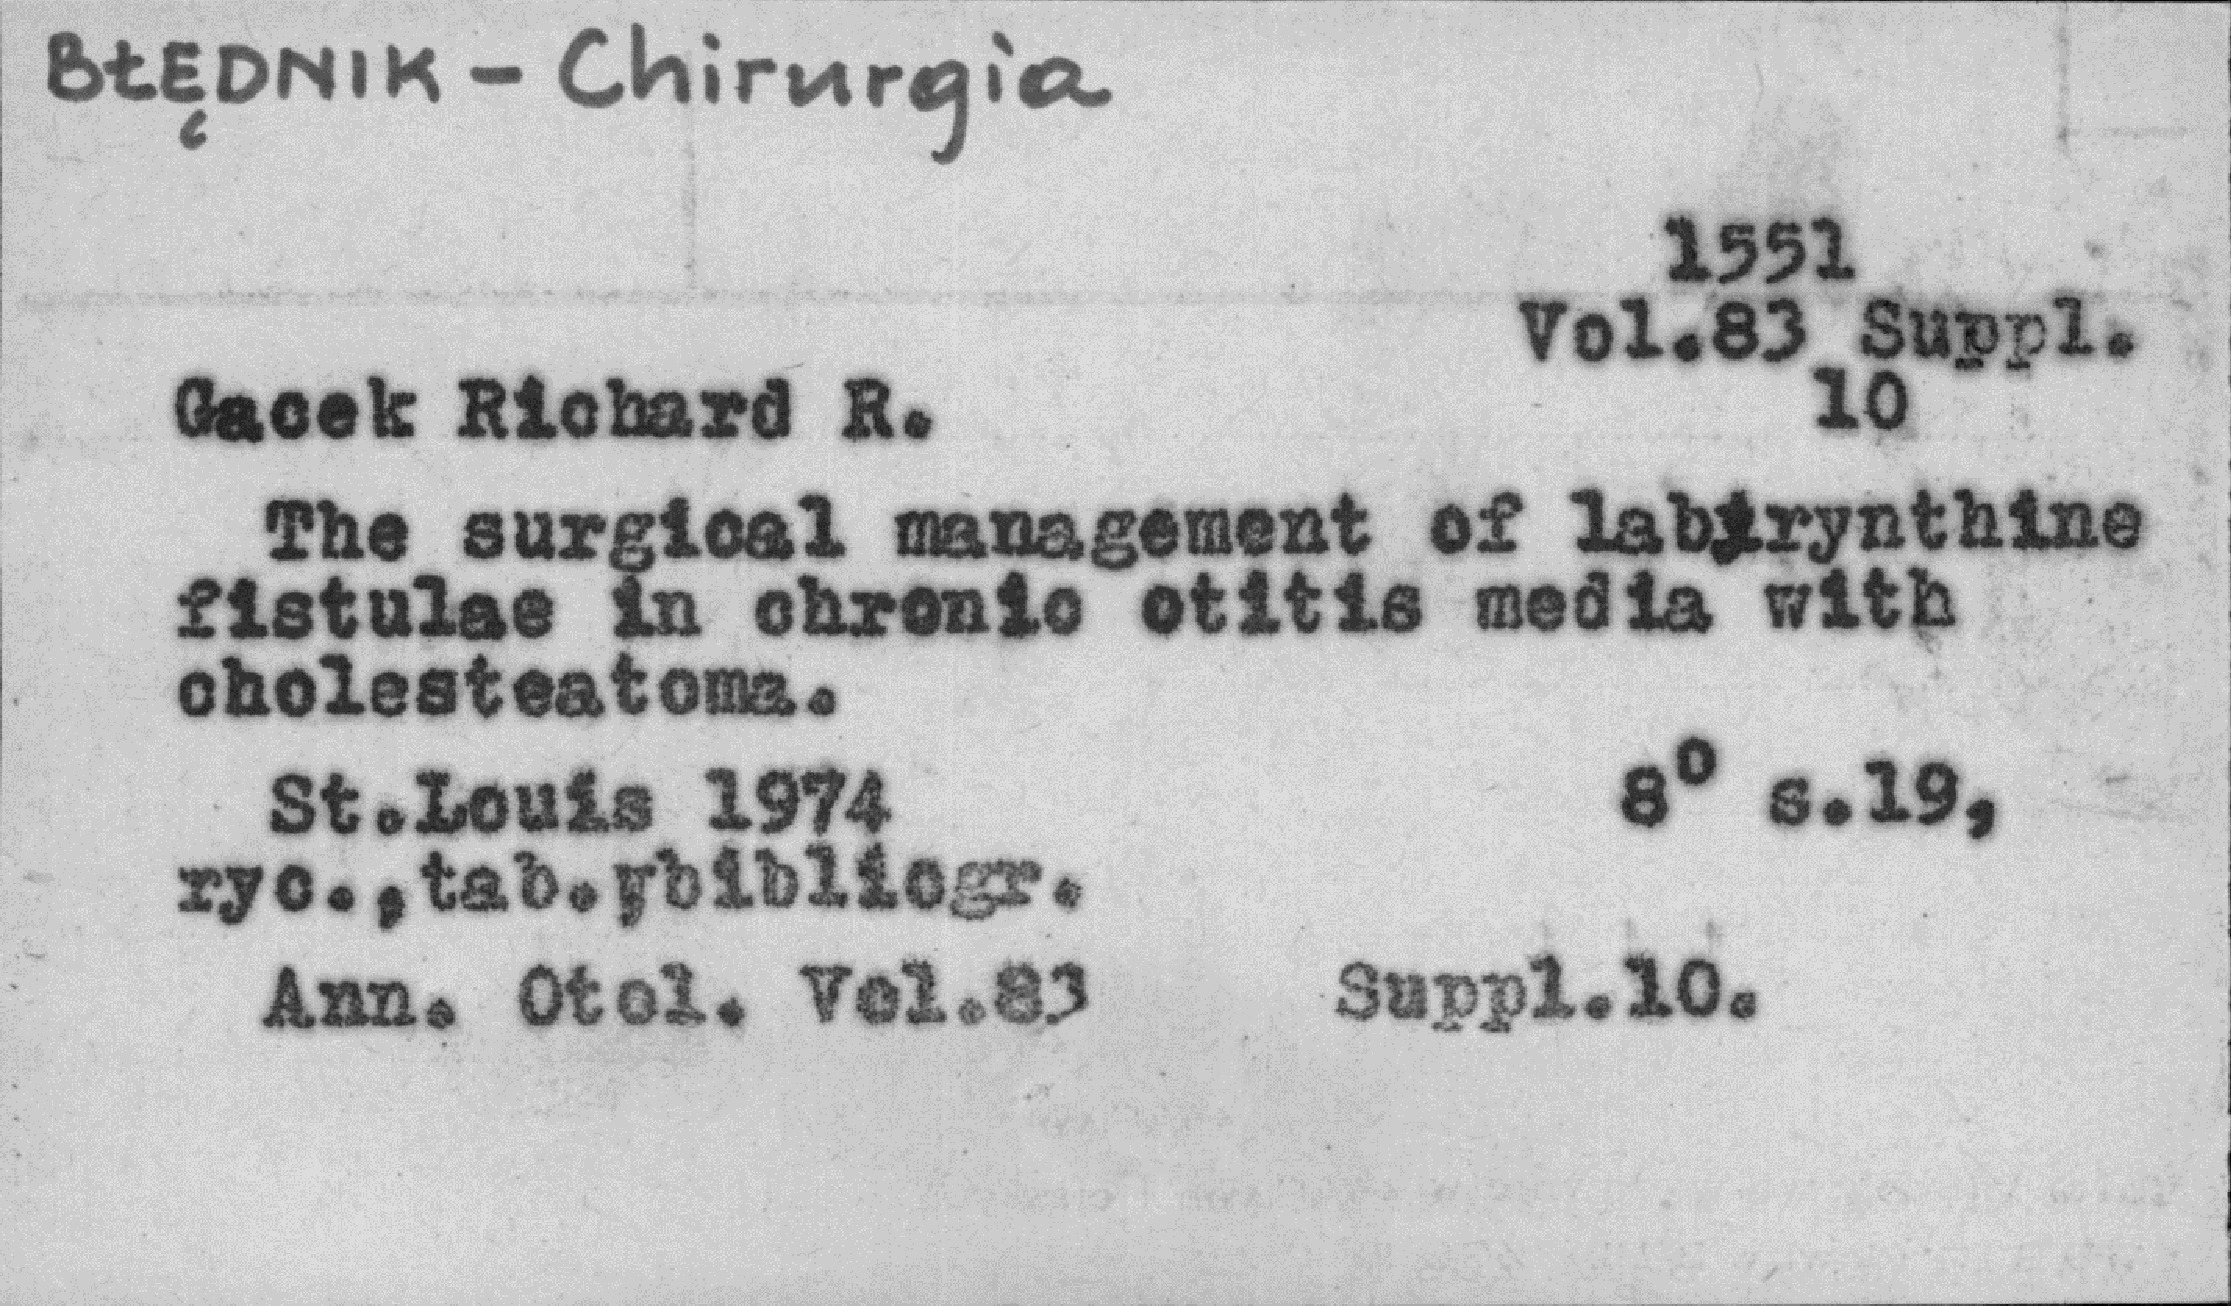 BŁĘDNIK - Chirurgia
1551
Vol.83 Suppl.
10
Gacek Richard R.
The surgical management of labyrynthine
fistulae in chronic otitis media with
cholesteatoma.
St.Louis 1974 8° s.19,
ryc.,tab.,bibliogr.
Ann. Otol. Vol.83 Suppl.10.